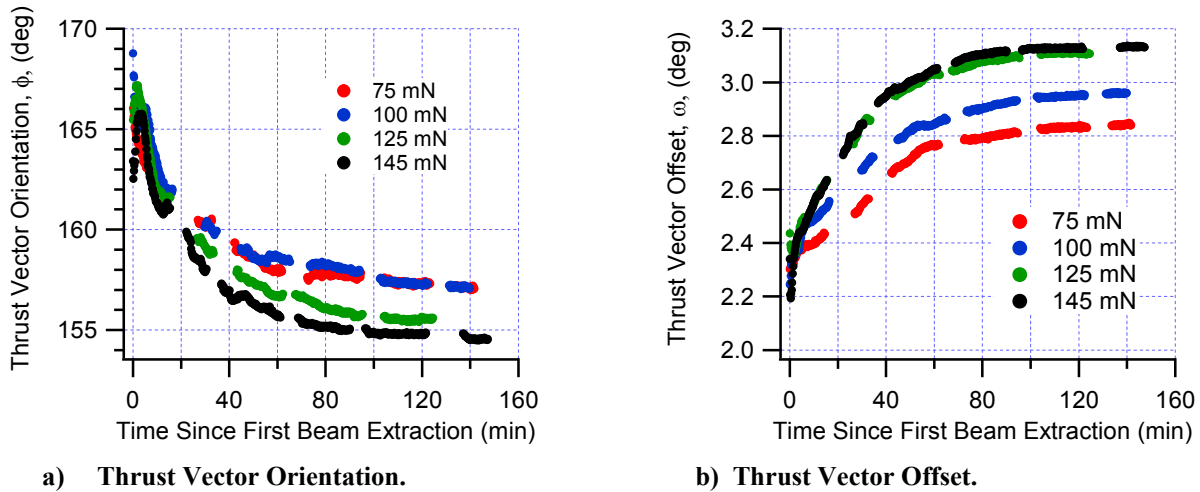 170
165
160
155
Thrust Vector Orientation, ϕ, (deg)
75 mN
100 mN
125 mN
145 mN
0
40
80
120
160
Time Since First Beam Extraction (min)
a) Thrust Vector Orientation.
3.2
3.0
2.8
2.6
2.4
2.2
2.0
Thrust Vector Offset, ω, (deg)
75 mN
100 mN
125 mN
145 mN
0
40
80
120
160
Time Since First Beam Extraction (min)
b) Thrust Vector Offset.